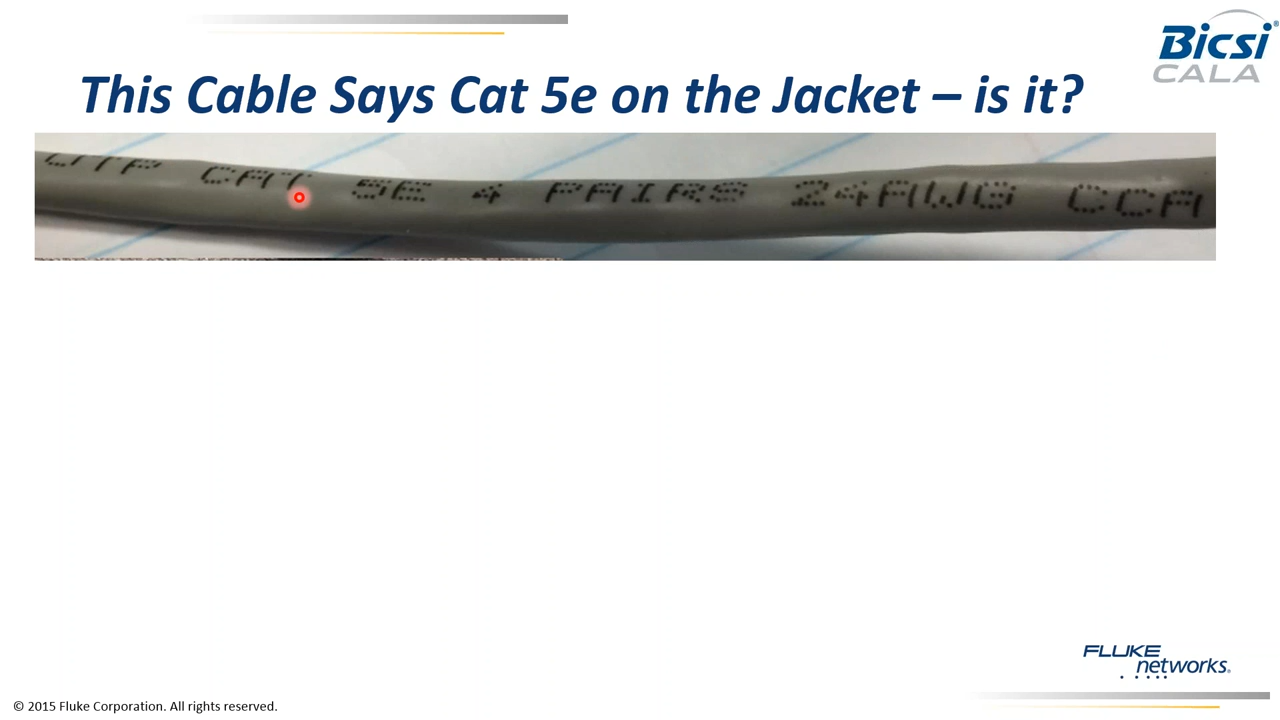 Bicsi®
CALA
This Cable Says Cat 5e on the Jacket – is it?
UTP CAT 5E 4 PAIRS 24AWG CCA
FLUKE
networks®
© 2015 Fluke Corporation. All rights reserved.